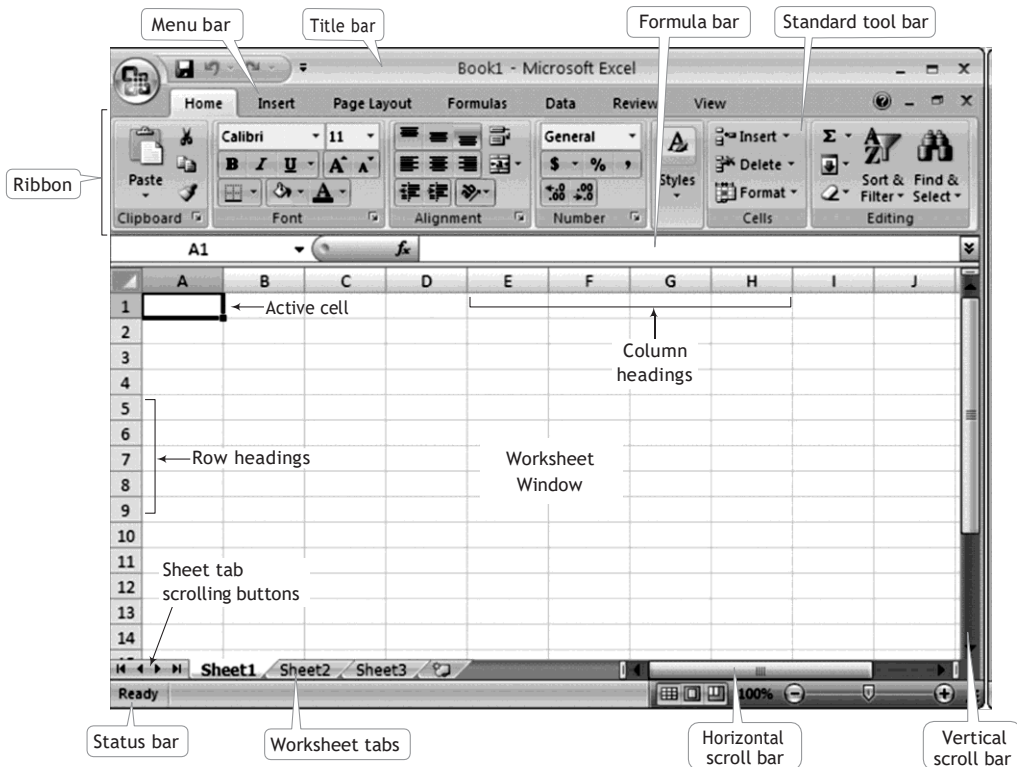 Menu bar
Title bar
Formula bar
Standard tool bar
Book1 - Microsoft Excel
Home Insert Page Layout Formulas Data Review View
Ribbon
Paste
Calibri 11
B I U A A
A
General
$ % ,
.0 .00
.00 .0
Styles
Insert
Delete
Format
Σ
A
Z
Sort & Filter
Find & Select
Clipboard Font Alignment Number Cells Editing
A1 fx
A B C D E F G H I J
1 Active cell
2
3
Column
headings
4
5
6
7 Row headings
Worksheet
Window
8
9
10
11
Sheet tab
scrolling buttons
12
13
14
Sheet1 Sheet2 Sheet3
Ready 100%
Status bar
Worksheet tabs
Horizontal
scroll bar
Vertical
scroll bar